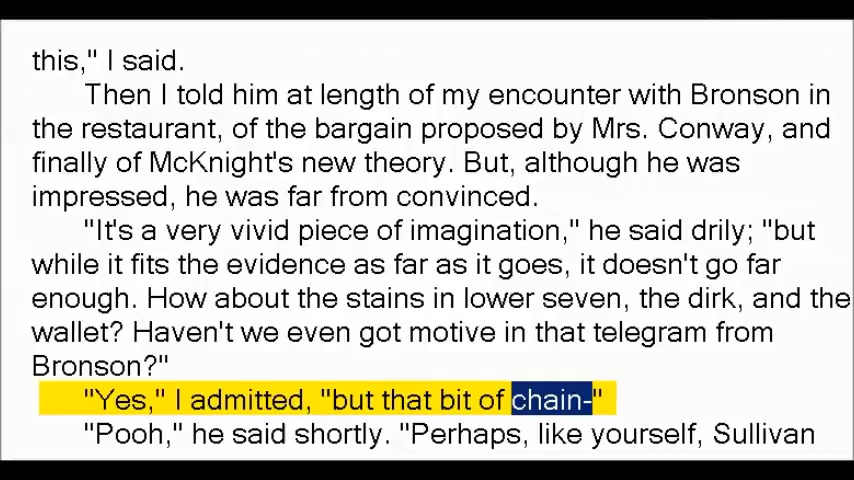 this," I said.
Then I told him at length of my encounter with Bronson in
the restaurant, of the bargain proposed by Mrs. Conway, and
finally of McKnight's new theory. But, although he was
impressed, he was far from convinced.
"It's a very vivid piece of imagination," he said drily; "but
while it fits the evidence as far as it goes, it doesn't go far
enough. How about the stains in lower seven, the dirk, and the
wallet? Haven't we even got motive in that telegram from
Bronson?"
"Yes," I admitted, "but that bit of chain-"
"Pooh," he said shortly. "Perhaps, like yourself, Sullivan